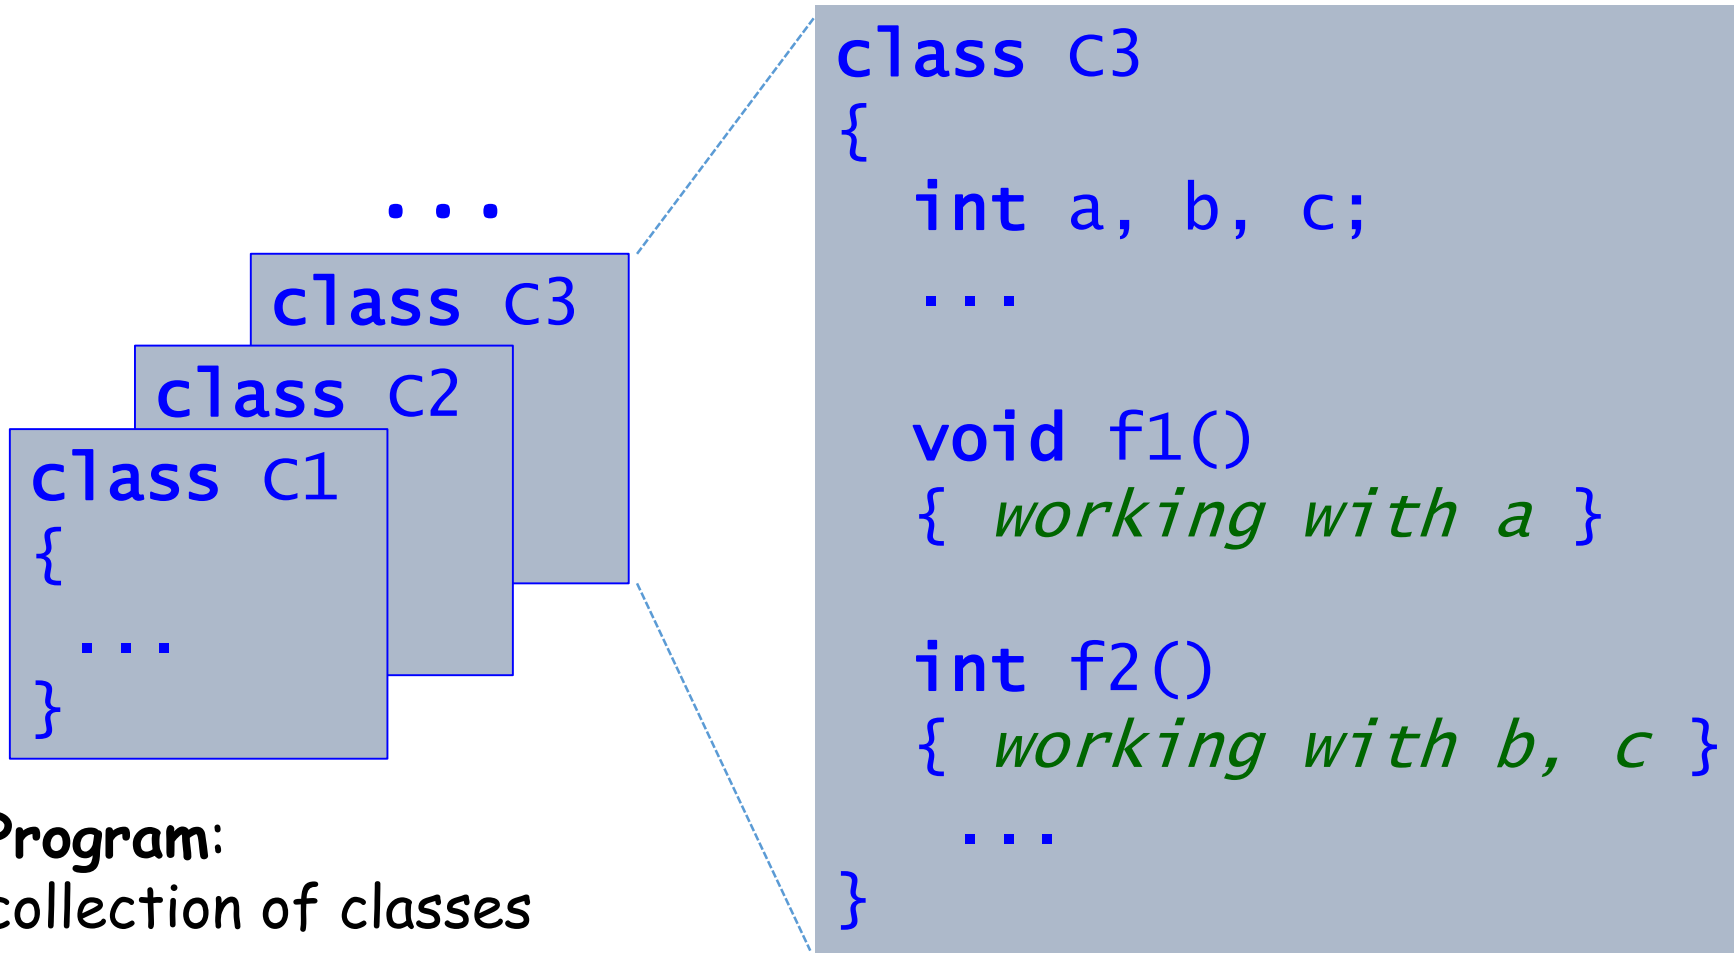 ...
class C3
class C2
class C1
{
...
}
Program:
collection of classes
class C3
{
int a, b, c;
...
void f1()
{ working with a }
int f2()
{ working with b, c }
...
}